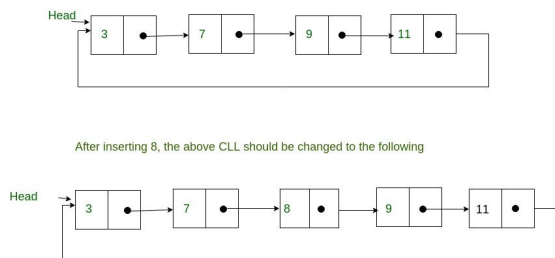 Head
3 7 9 11
After inserting 8, the above CLL should be changed to the following
Head
3 7 8 9 11